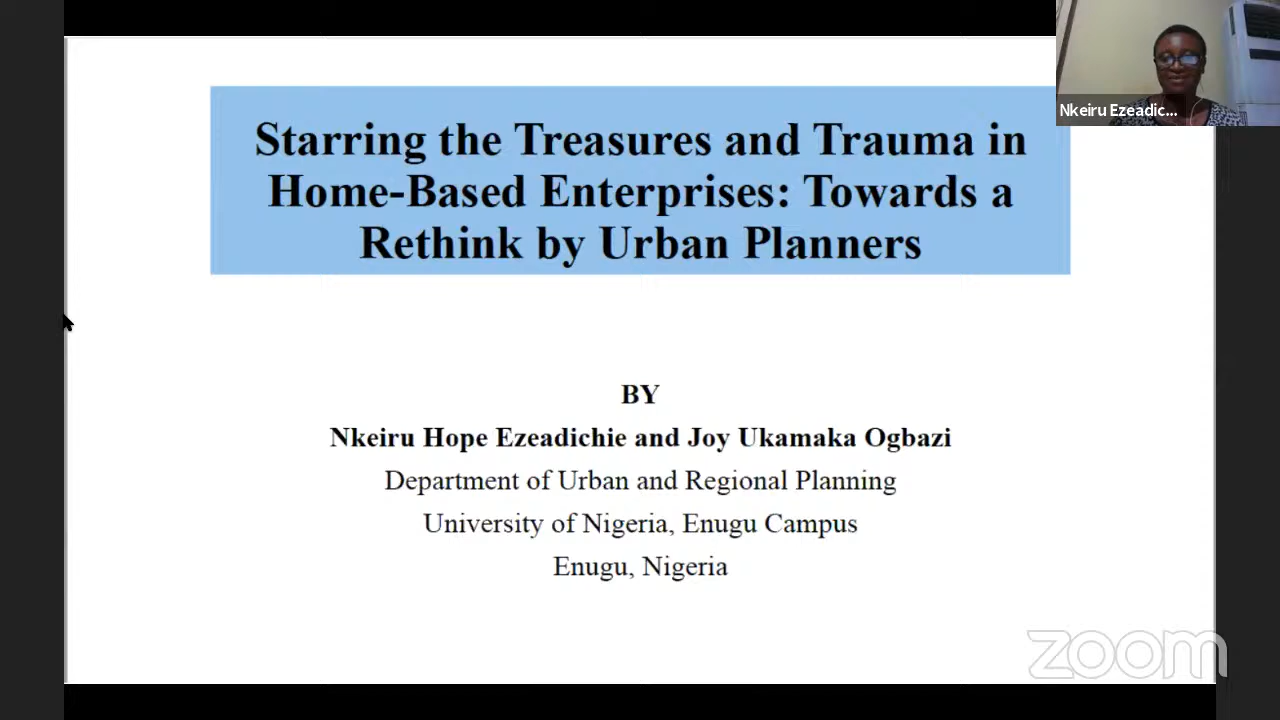 Starring the Treasures and Trauma in
Home-Based Enterprises: Towards a
Rethink by Urban Planners
Nkeiru Ezeadic...
BY
Nkeiru Hope Ezeadichie and Joy Ukamaka Ogbazi
Department of Urban and Regional Planning
University of Nigeria, Enugu Campus
Enugu, Nigeria
zoom